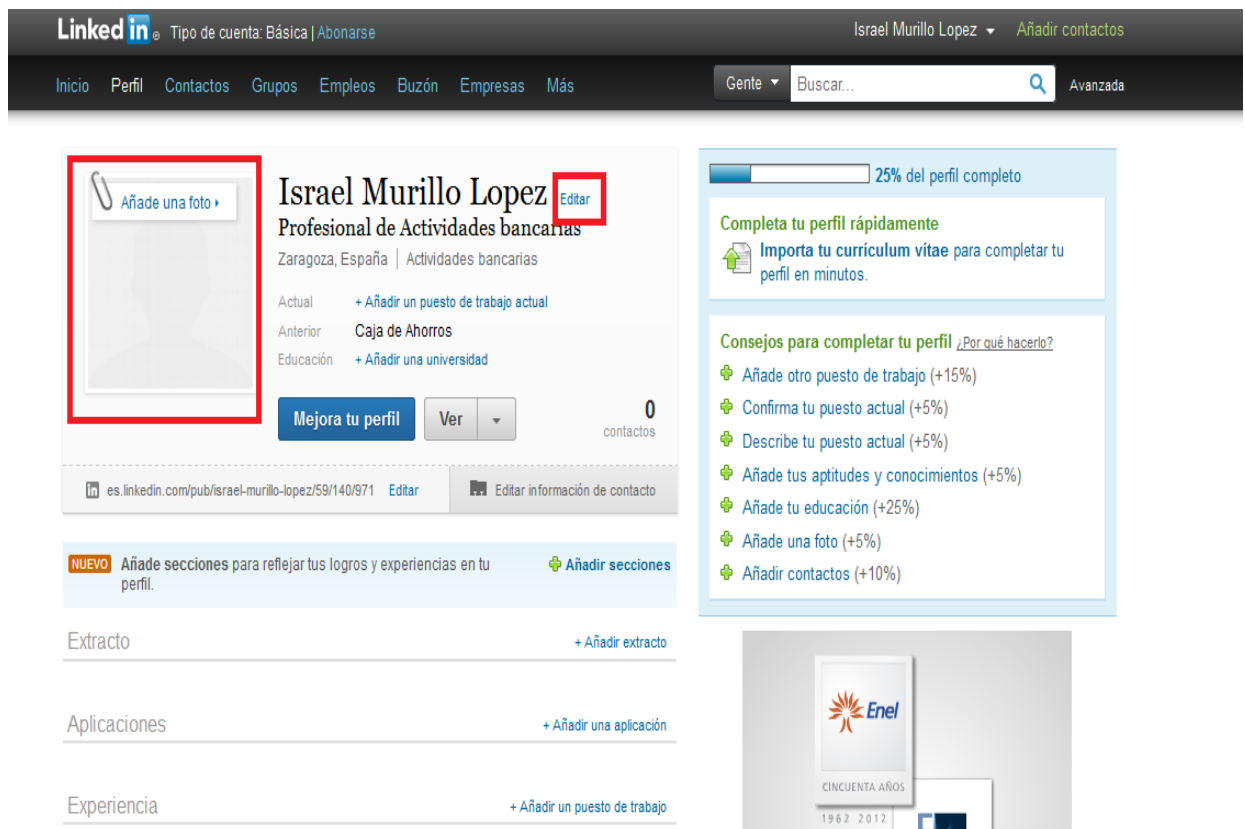 Linked in ® Tipo de cuenta: Básica | Abonarse
Israel Murillo Lopez
Añadir contactos
Inicio Perfil Contactos Grupos Empleos Buzón Empresas Más
Gente
Buscar...
Avanzada
Añade una foto
Israel Murillo Lopez Editar
Profesional de Actividades bancarias
Zaragoza, España | Actividades bancarias
Actual + Añadir un puesto de trabajo actual
Anterior Caja de Ahorros
Educación + Añadir una universidad
Mejora tu perfil
Ver
0
contactos
in es.linkedin.com/pub/israel-murillo-lopez/59/140/971 Editar
Editar información de contacto
NUEVO Añade secciones para reflejar tus logros y experiencias en tu
perfil.
Añadir secciones
Extracto + Añadir extracto
Aplicaciones + Añadir una aplicación
Experiencia + Añadir un puesto de trabajo
25% del perfil completo
Completa tu perfil rápidamente
Importa tu currículum vítae para completar tu
perfil en minutos.
Consejos para completar tu perfil ¿Por qué hacerlo?
Añade otro puesto de trabajo (+15%)
Confirma tu puesto actual (+5%)
Describe tu puesto actual (+5%)
Añade tus aptitudes y conocimientos (+5%)
Añade tu educación (+25%)
Añade una foto (+5%)
Añadir contactos (+10%)
Enel
CINCUENTA AÑOS
1962 2012